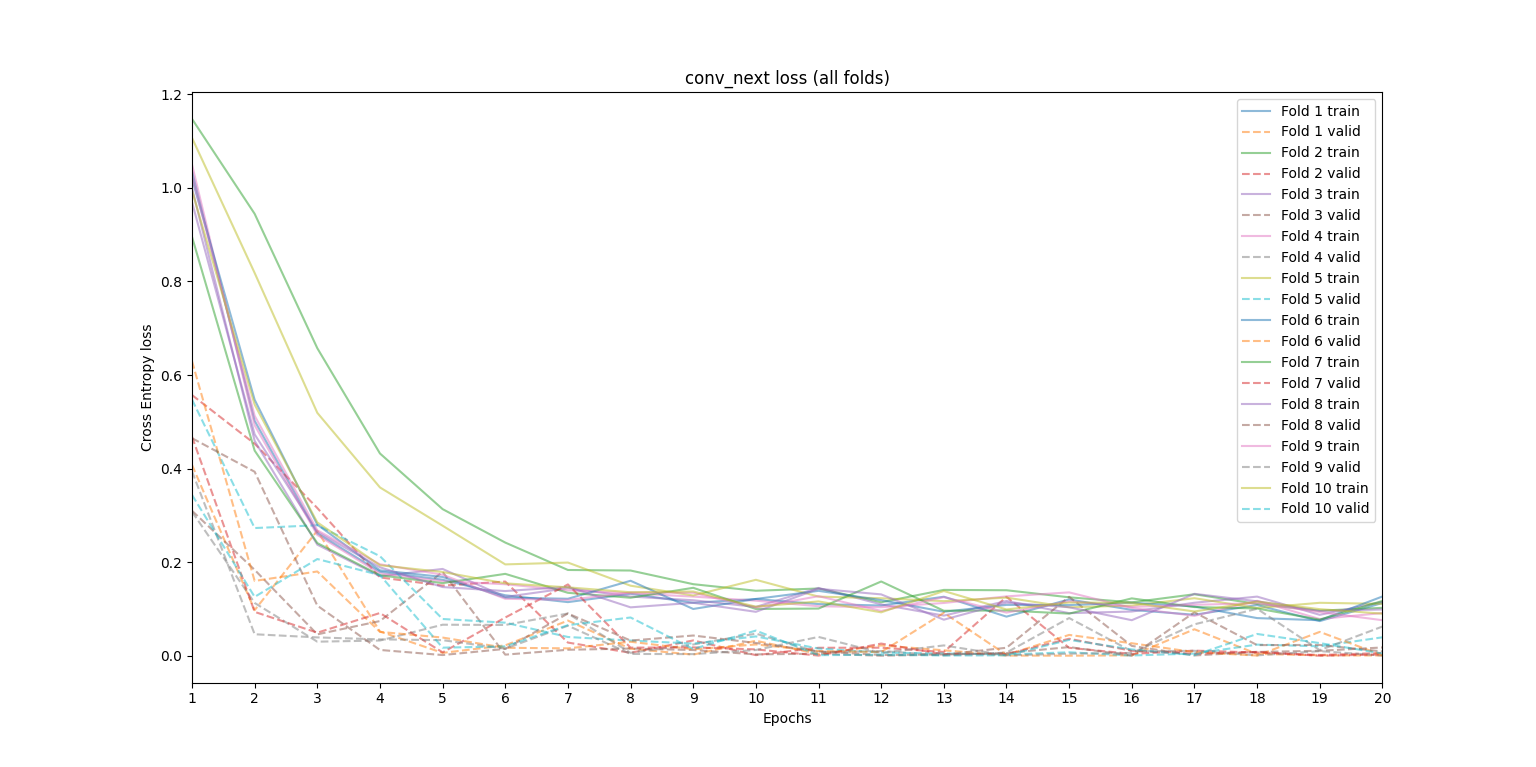 conv_next loss (all folds)
Cross Entropy loss
1.2
1.0
0.8
0.6
0.4
0.2
0.0
1 2 3 4 5 6 7 8 9 10 11 12 13 14 15 16 17 18 19 20
Epochs
Fold 1 train
Fold 1 valid
Fold 2 train
Fold 2 valid
Fold 3 train
Fold 3 valid
Fold 4 train
Fold 4 valid
Fold 5 train
Fold 5 valid
Fold 6 train
Fold 6 valid
Fold 7 train
Fold 7 valid
Fold 8 train
Fold 8 valid
Fold 9 train
Fold 9 valid
Fold 10 train
Fold 10 valid